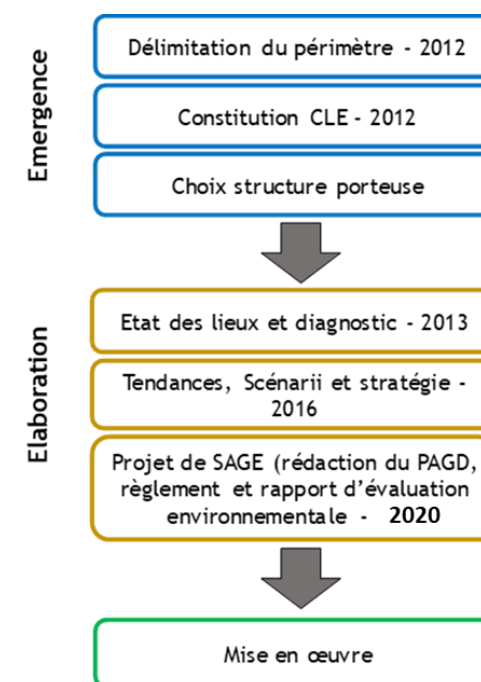 Emergence
Délimitation du périmètre - 2012
Constitution CLE - 2012
Choix structure porteuse
Elaboration
Etat des lieux et diagnostic - 2013
Tendances, Scénarii et stratégie -
2016
Projet de SAGE (rédaction du PAGD,
règlement et rapport d'évaluation
environnementale - 2020
Mise en œuvre